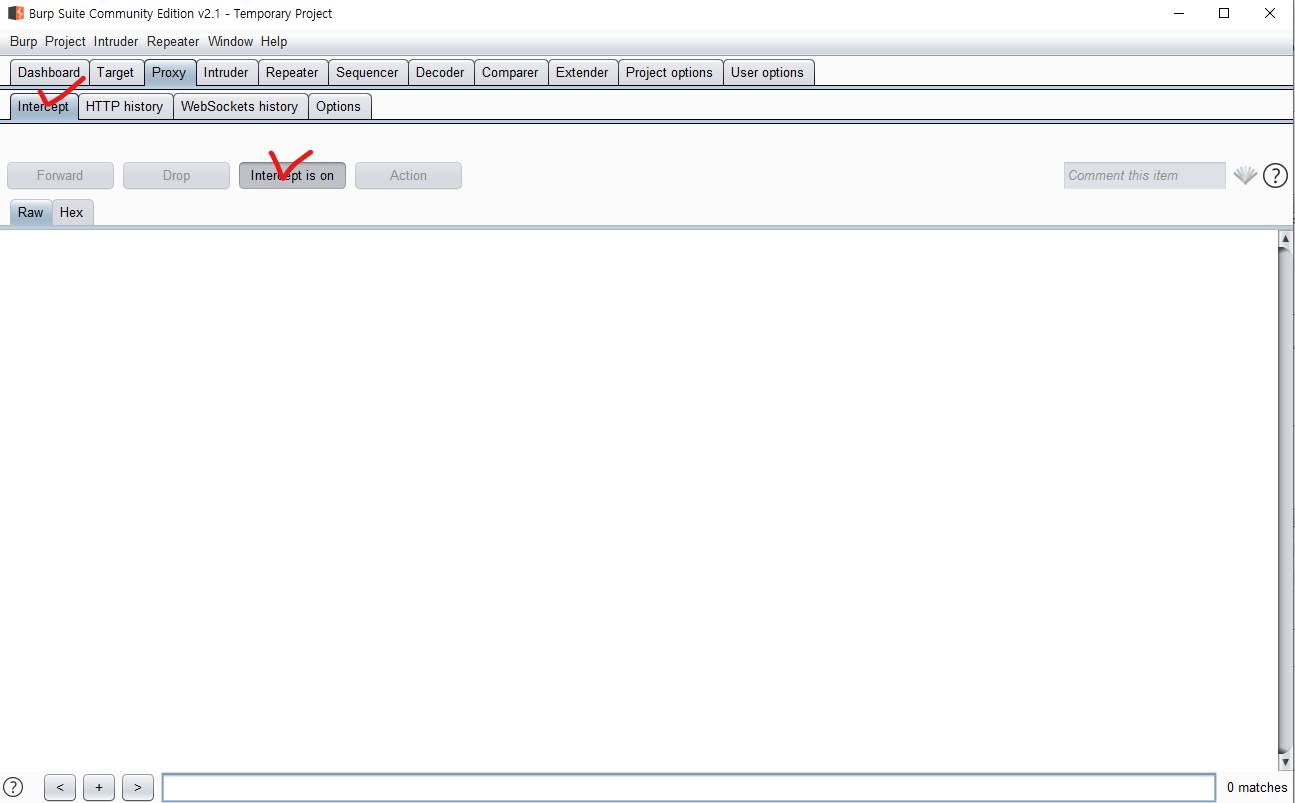 Burp Suite Community Edition v2.1 - Temporary Project
Burp Project Intruder Repeater Window Help
Dashboard Target Proxy Intruder Repeater Sequencer Decoder Comparer Extender Project options User options
Intercept HTTP history WebSockets history Options
Forward Drop Intercept is on Action Comment this item ?
Raw Hex
? < + > 0 matches